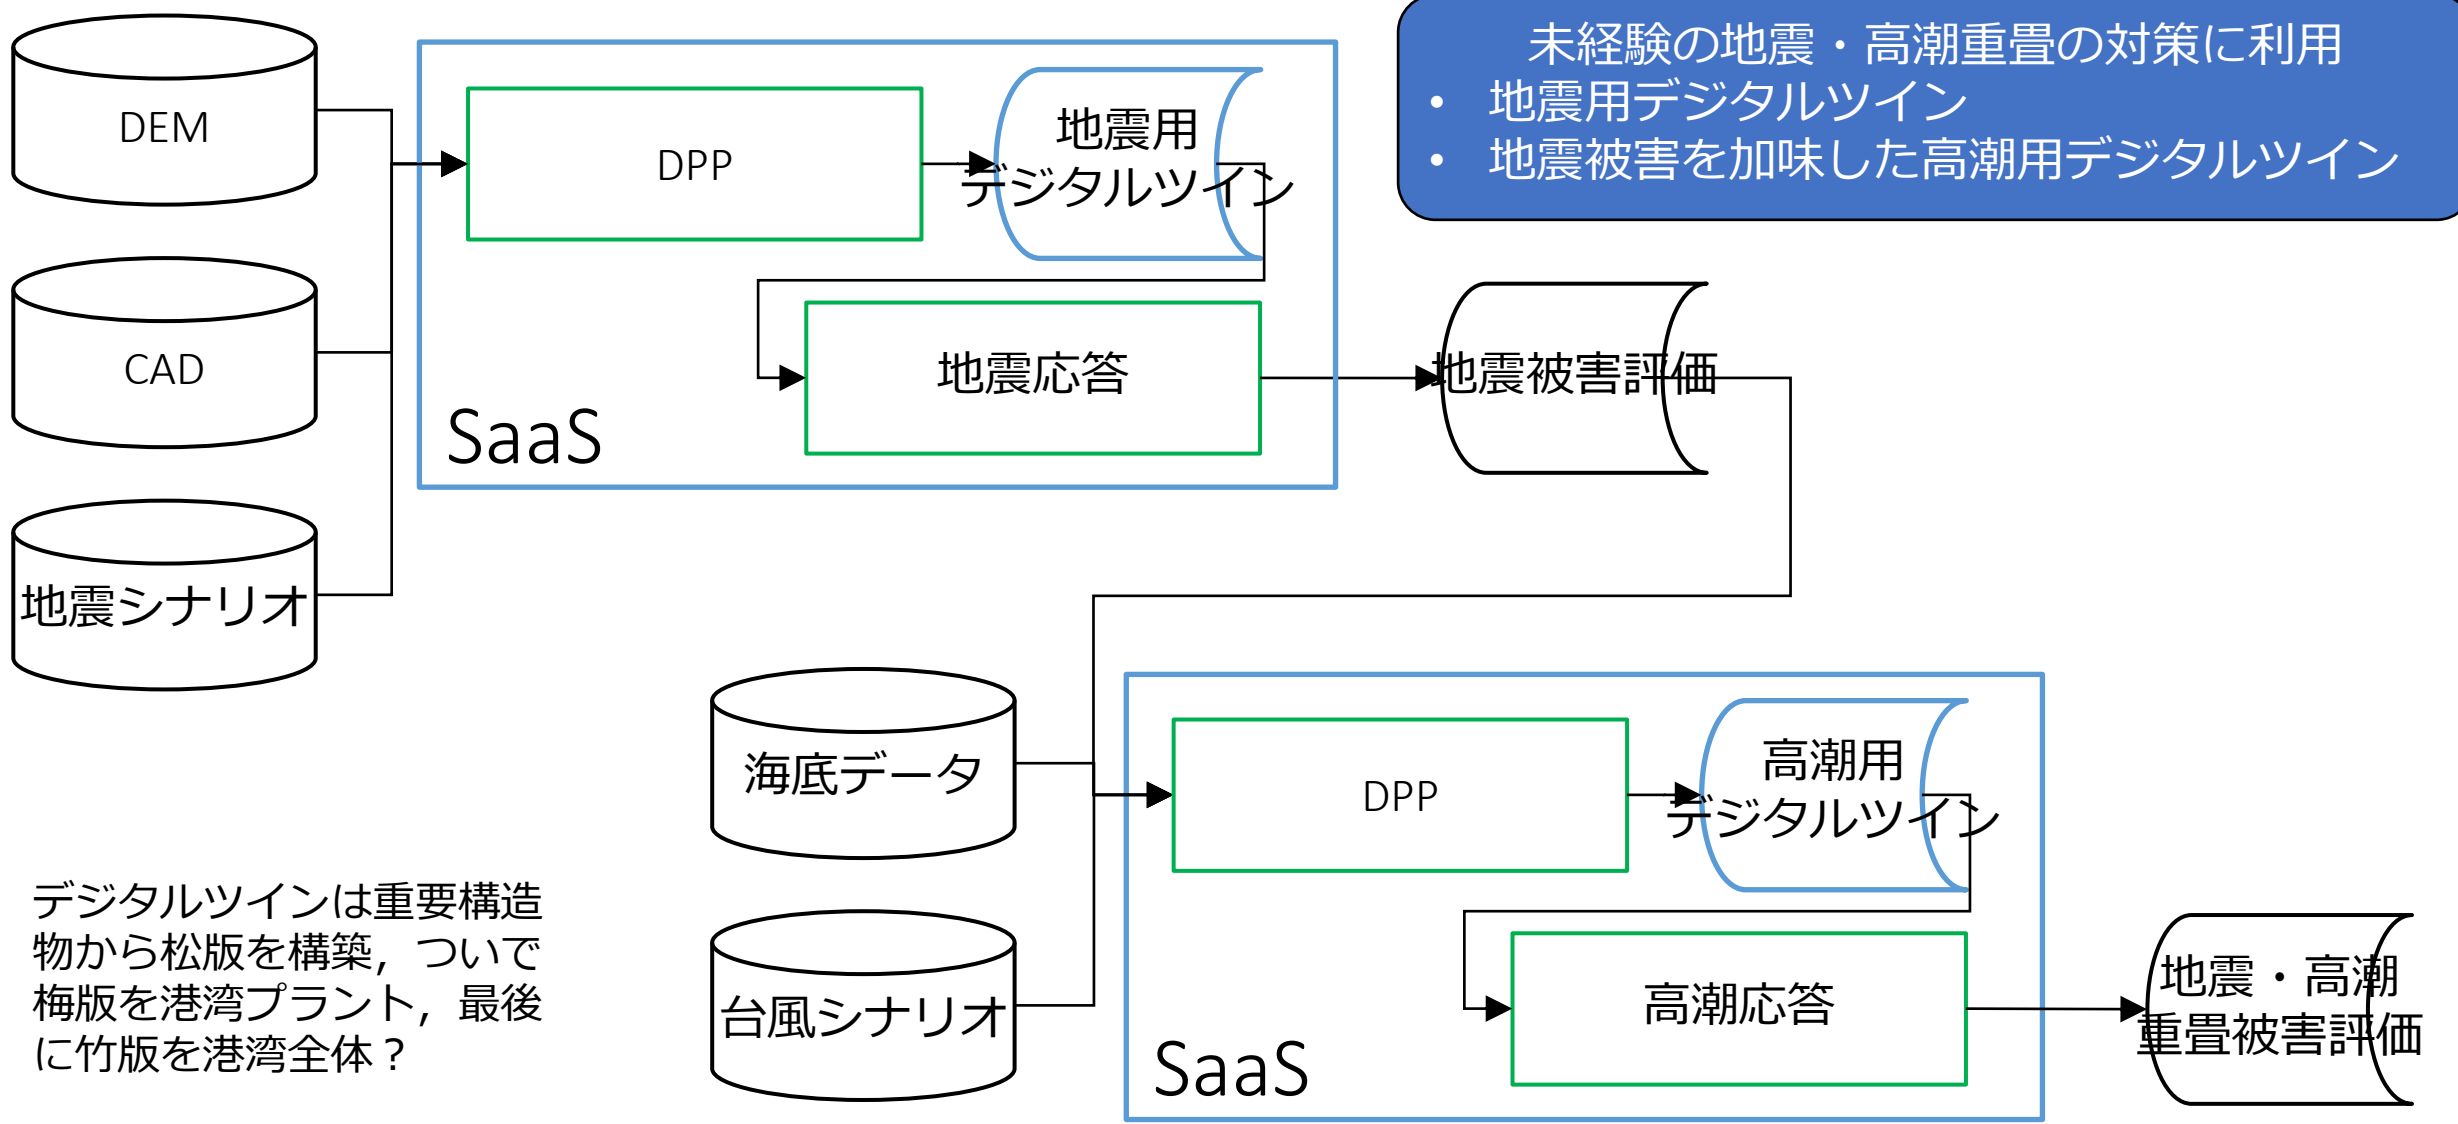 未経験の地震・高潮重畳の対策に利用
• 地震用デジタルツイン
• 地震被害を加味した高潮用デジタルツイン
DEM
DPP
地震用
デジタルツイン
CAD
地震応答
地震被害評価
SaaS
地震シナリオ
海底データ
DPP
高潮用
デジタルツイン
台風シナリオ
高潮応答
地震・高潮
重畳被害評価
SaaS
デジタルツインは重要構造
物から松版を構築，ついで
梅版を港湾プラント，最後
に竹版を港湾全体？